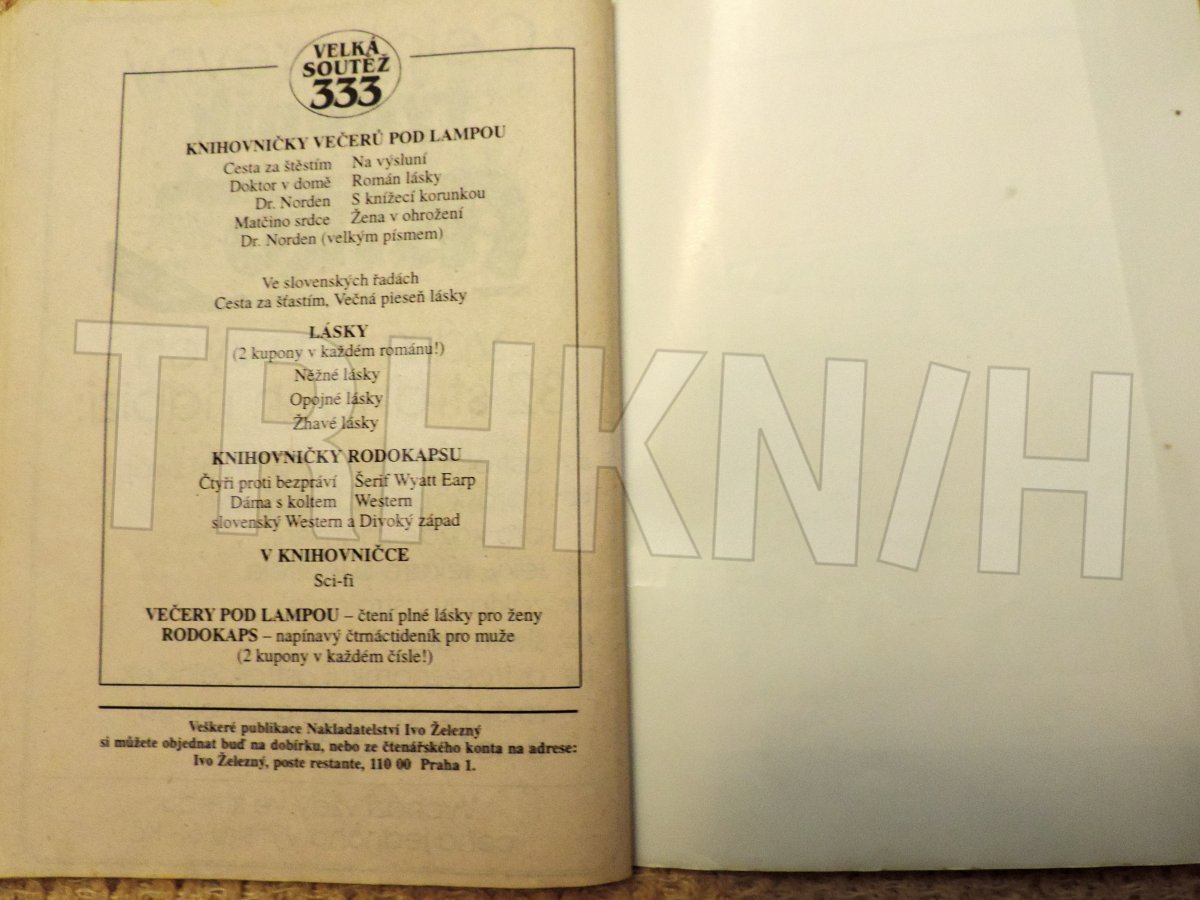 VELKÁ
SOUTĚŽ
333
KNIHOVNIČKY VEČERŮ POD LAMPOU
Cesta za štěstím Na výsluní
Doktor v domě Román lásky
Dr. Norden S knížecí korunkou
Matčino srdce Žena v ohrožení
Dr. Norden (velkým písmem)
Ve slovenských řadách
Cesta za šťastím, Večná pieseň lásky
LÁSKY
(2 kupony v každém románu!)
Něžné lásky
Opojné lásky
Žhavé lásky
KNIHOVNIČKY RODOKAPSU
Čtyři proti bezpráví Šerif Wyatt Earp
Dáma s koltem Western
slovenský Western a Divoký západ
V KNIHOVNIČCE
Sci-fi
VEČERY POD LAMPOU – čtení plné lásky pro ženy
RODOKAPS – napínavý čtrnáctideník pro muže
(2 kupony v každém čísle!)
Veškeré publikace Nakladatelství Ivo Železný
si můžete objednat buď na dobírku, nebo ze čtenářského konta na adrese:
Ivo Železný, poste restante, 110 00 Praha 1.
TRHKN/H